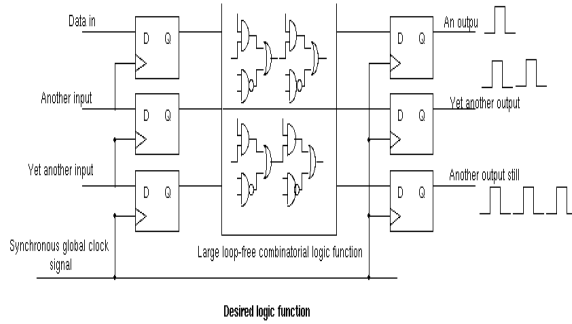 Data in
D Q
D Q
An outpu
Another input
D Q
D Q
Yet another output
Yet another input
D Q
D Q
Another output still
Synchronous global clock
signal
Large loop-free combinatorial logic function
Desired logic function